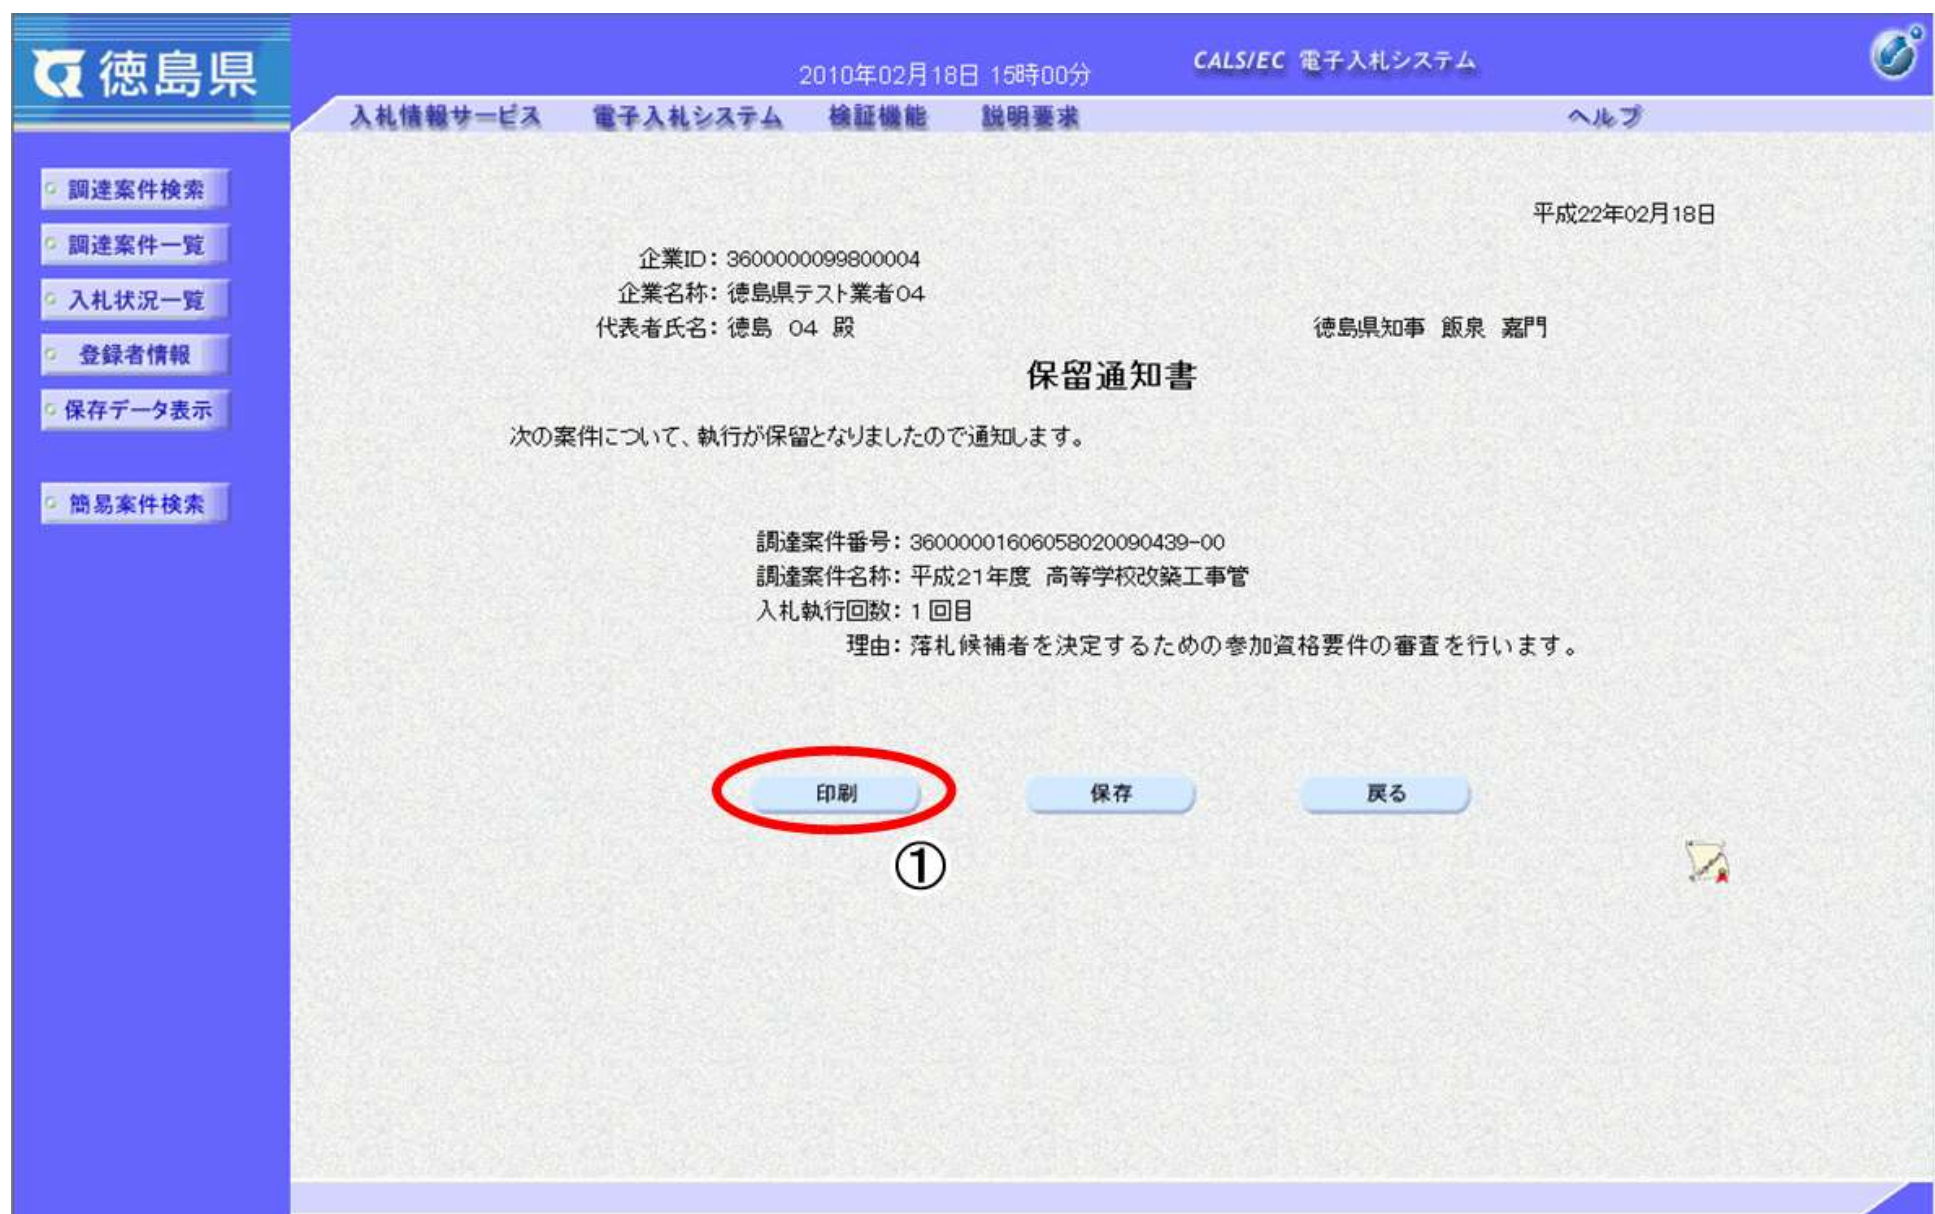 徳島県
2010年02月18日 15時00分
CALS/EC 電子入札システム
入札情報サービス 電子入札システム 検証機能 説明要求 ヘルプ
調達案件検索
調達案件一覧
入札状況一覧
登録者情報
保存データ表示
簡易案件検索
平成22年02月18日
企業ID：3600000099800004
企業名称：徳島県テスト業者04
代表者氏名：徳島 04 殿
徳島県知事 飯泉 嘉門
保留通知書
次の案件について、執行が保留となりましたので通知します。
調達案件番号：3600000160605802009​0439-00
調達案件名称：平成21年度 高等学校改築工事管
入札執行回数：1 回目
理由：落札候補者を決定するための参加資格要件の審査を行います。
印刷 保存 戻る
①